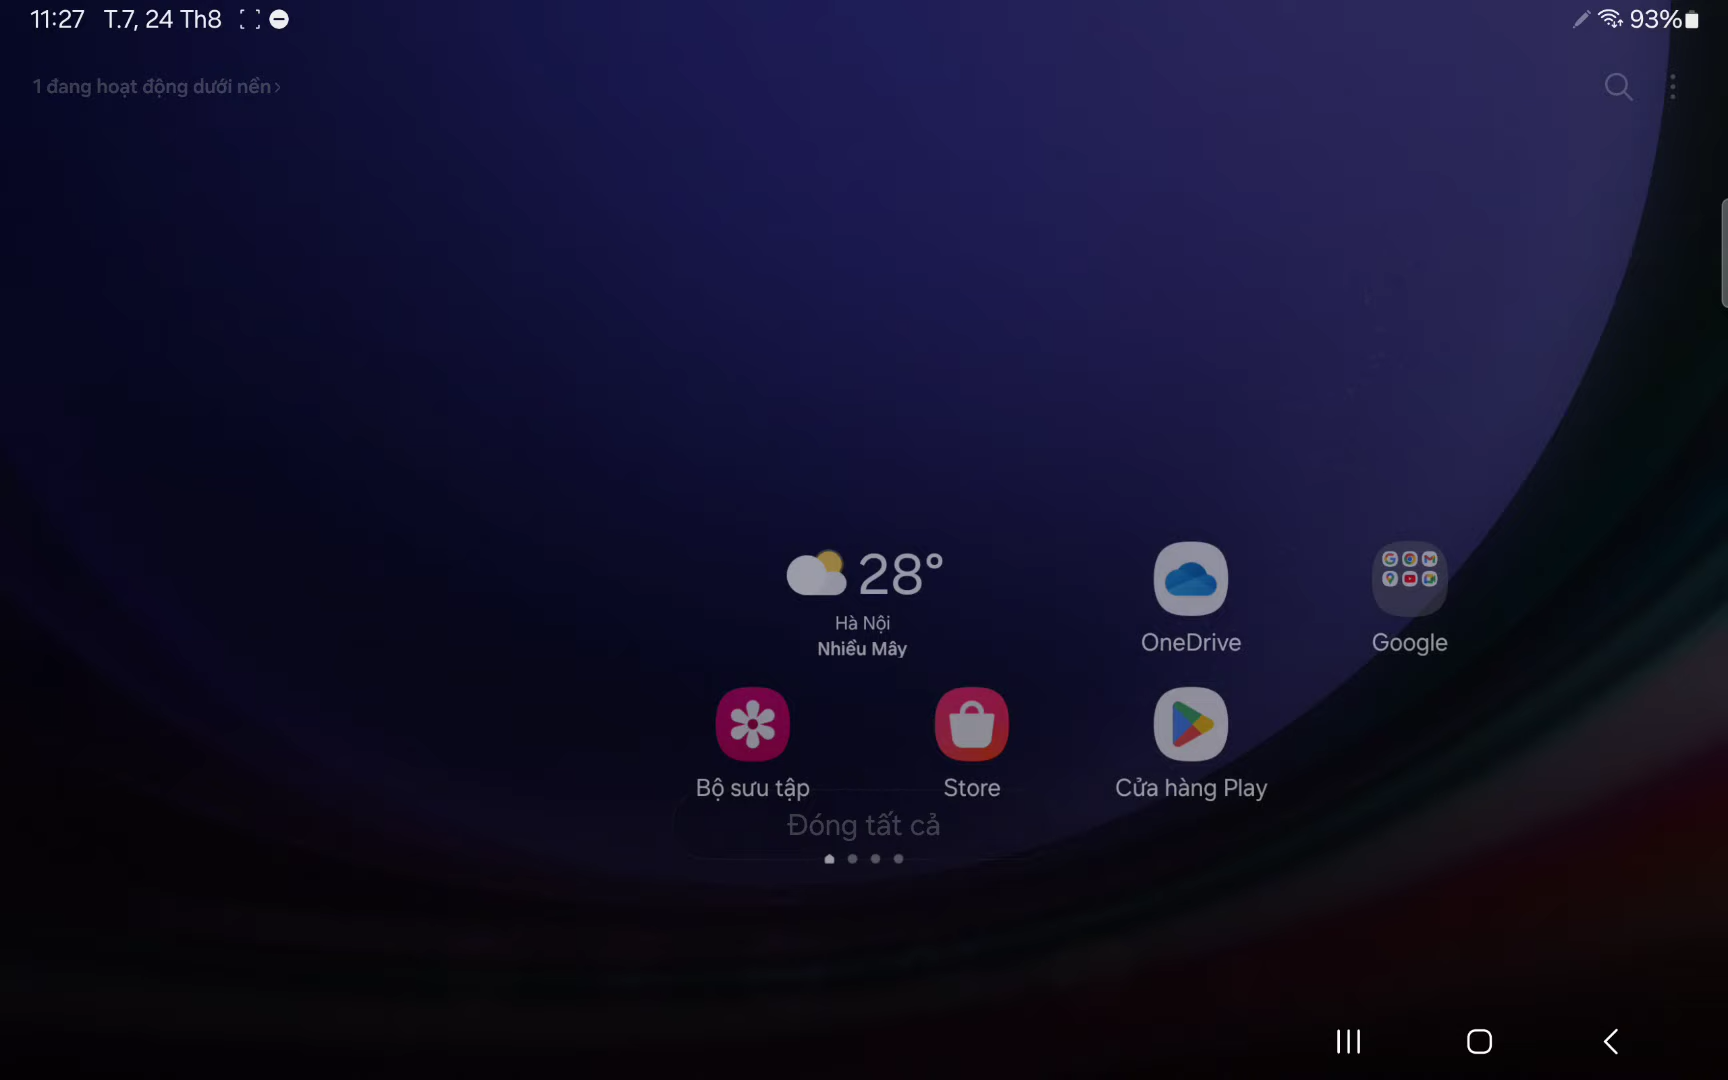 11:27 T.7, 24 Th8
93%
1 đang hoạt động dưới nền
28°
Hà Nội
Nhiều Mây
OneDrive
Google
Bộ sưu tập
Store
Cửa hàng Play
Đóng tất cả